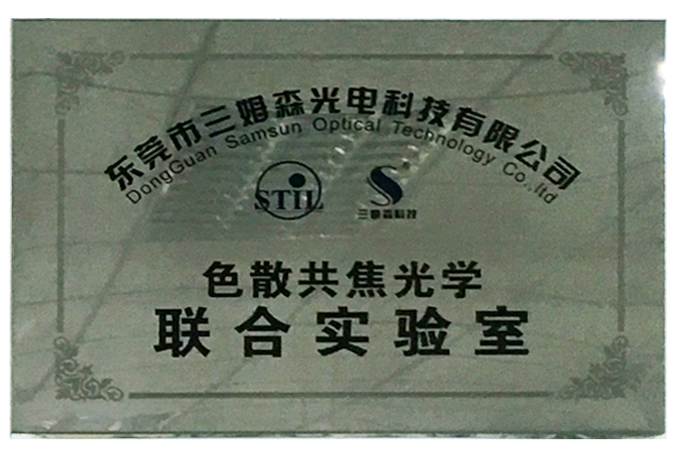 东莞市三姆森光电科技有限公司
DongGuan Samsun Optical Technology Co.,ltd
STIL
三姆森科技
色散共焦光学
联合实验室